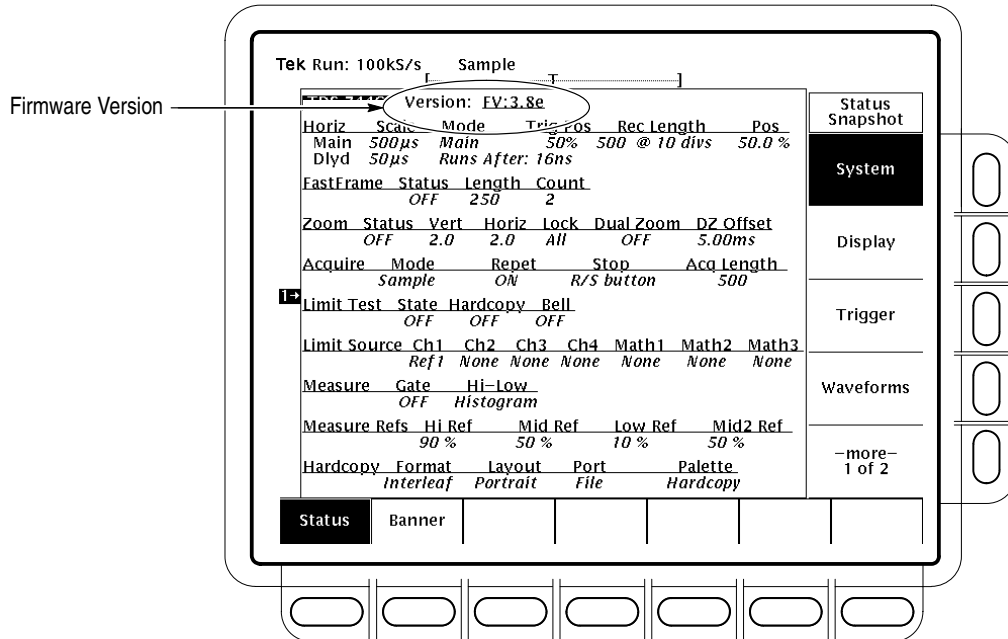 Tek Run: 100kS/s Sample
[ T ]
Firmware Version
Version: FV:3.8e
Horiz Scale Mode Trig Pos Rec Length Pos
Main 500µs Main 50% 500 @ 10 divs 50.0 %
Dlyd 50µs Runs After: 16ns
FastFrame Status Length Count
OFF 250 2
Zoom Status Vert Horiz Lock Dual Zoom DZ Offset
OFF 2.0 2.0 All OFF 5.00ms
Acquire Mode Repet Stop Acq Length
Sample ON R/S button 500
1→
Limit Test State Hardcopy Bell
OFF OFF OFF
Limit Source Ch1 Ch2 Ch3 Ch4 Math1 Math2 Math3
Ref1 None None None None None None
Measure Gate Hi-Low
OFF Histogram
Measure Refs Hi Ref Mid Ref Low Ref Mid2 Ref
90 % 50 % 10 % 50 %
Hardcopy Format Layout Port Palette
Interleaf Portrait File Hardcopy
Status
Snapshot
System
Display
Trigger
Waveforms
-more-
1 of 2
Status Banner